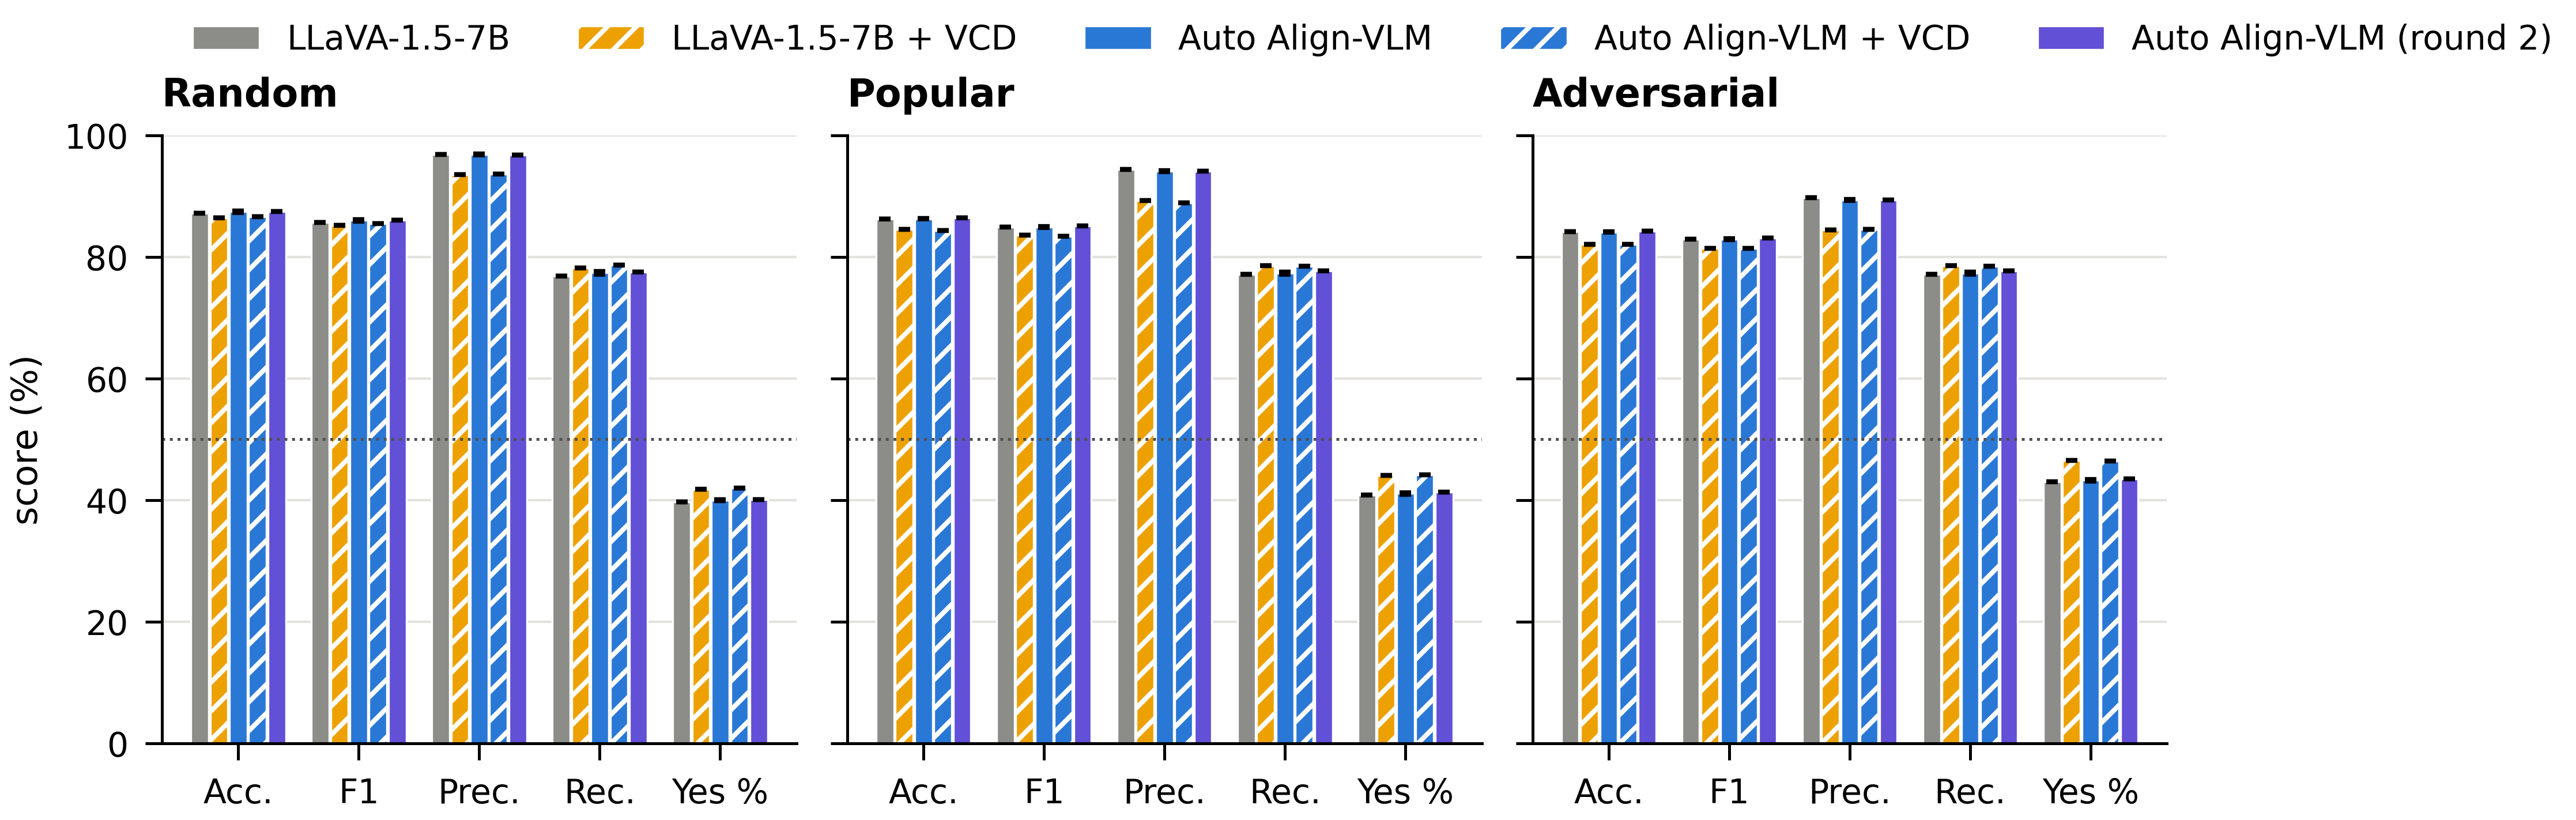 LLaVA-1.5-7B LLaVA-1.5-7B + VCD Auto Align-VLM Auto Align-VLM + VCD Auto Align-VLM (round 2)
Random Popular Adversarial
score (%)
100
80
60
40
20
0
Acc. F1 Prec. Rec. Yes % Acc. F1 Prec. Rec. Yes % Acc. F1 Prec. Rec. Yes %